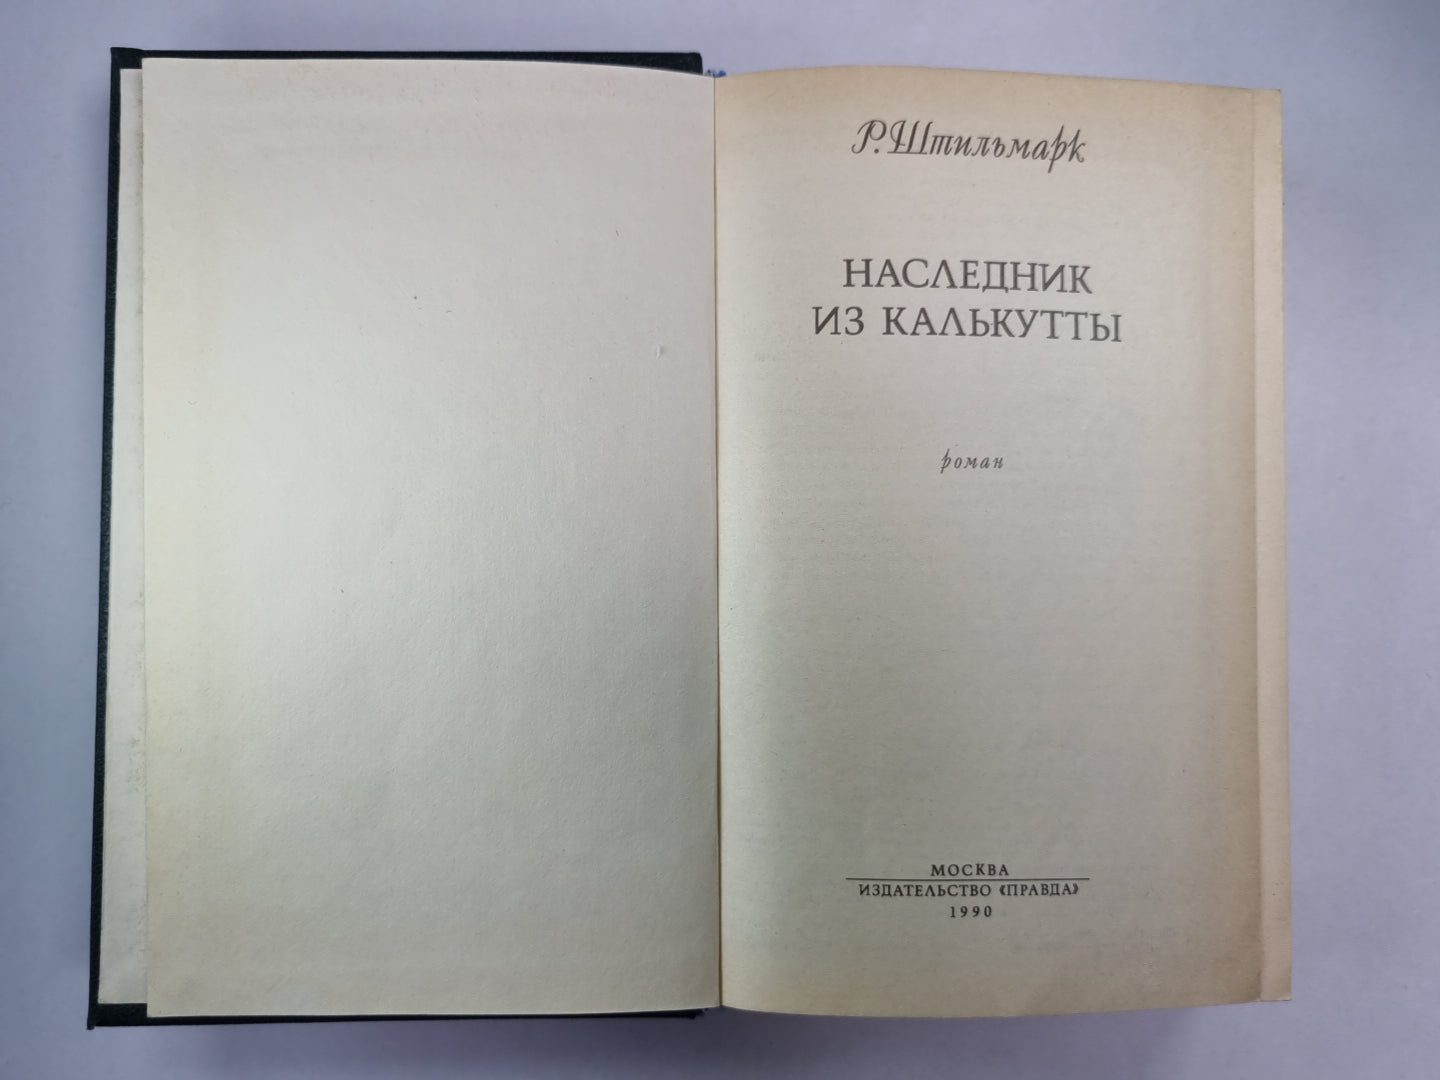 Р. Штильмарк
НАСЛЕДНИК
ИЗ КАЛЬКУТТЫ
роман
МОСКВА
ИЗДАТЕЛЬСТВО «ПРАВДА»
1990